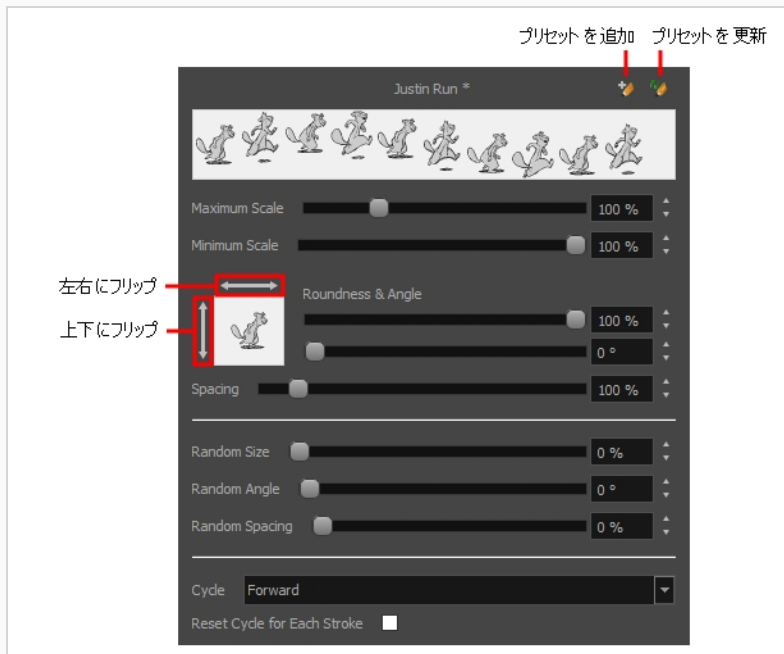 プリセットを追加 プリセットを更新
Justin Run *
Maximum Scale 100 %
Minimum Scale 100 %
左右にフリップ
Roundness & Angle
上下にフリップ
100 %
0 °
Spacing 100 %
Random Size 0 %
Random Angle 0 °
Random Spacing 0 %
Cycle Forward
Reset Cycle for Each Stroke